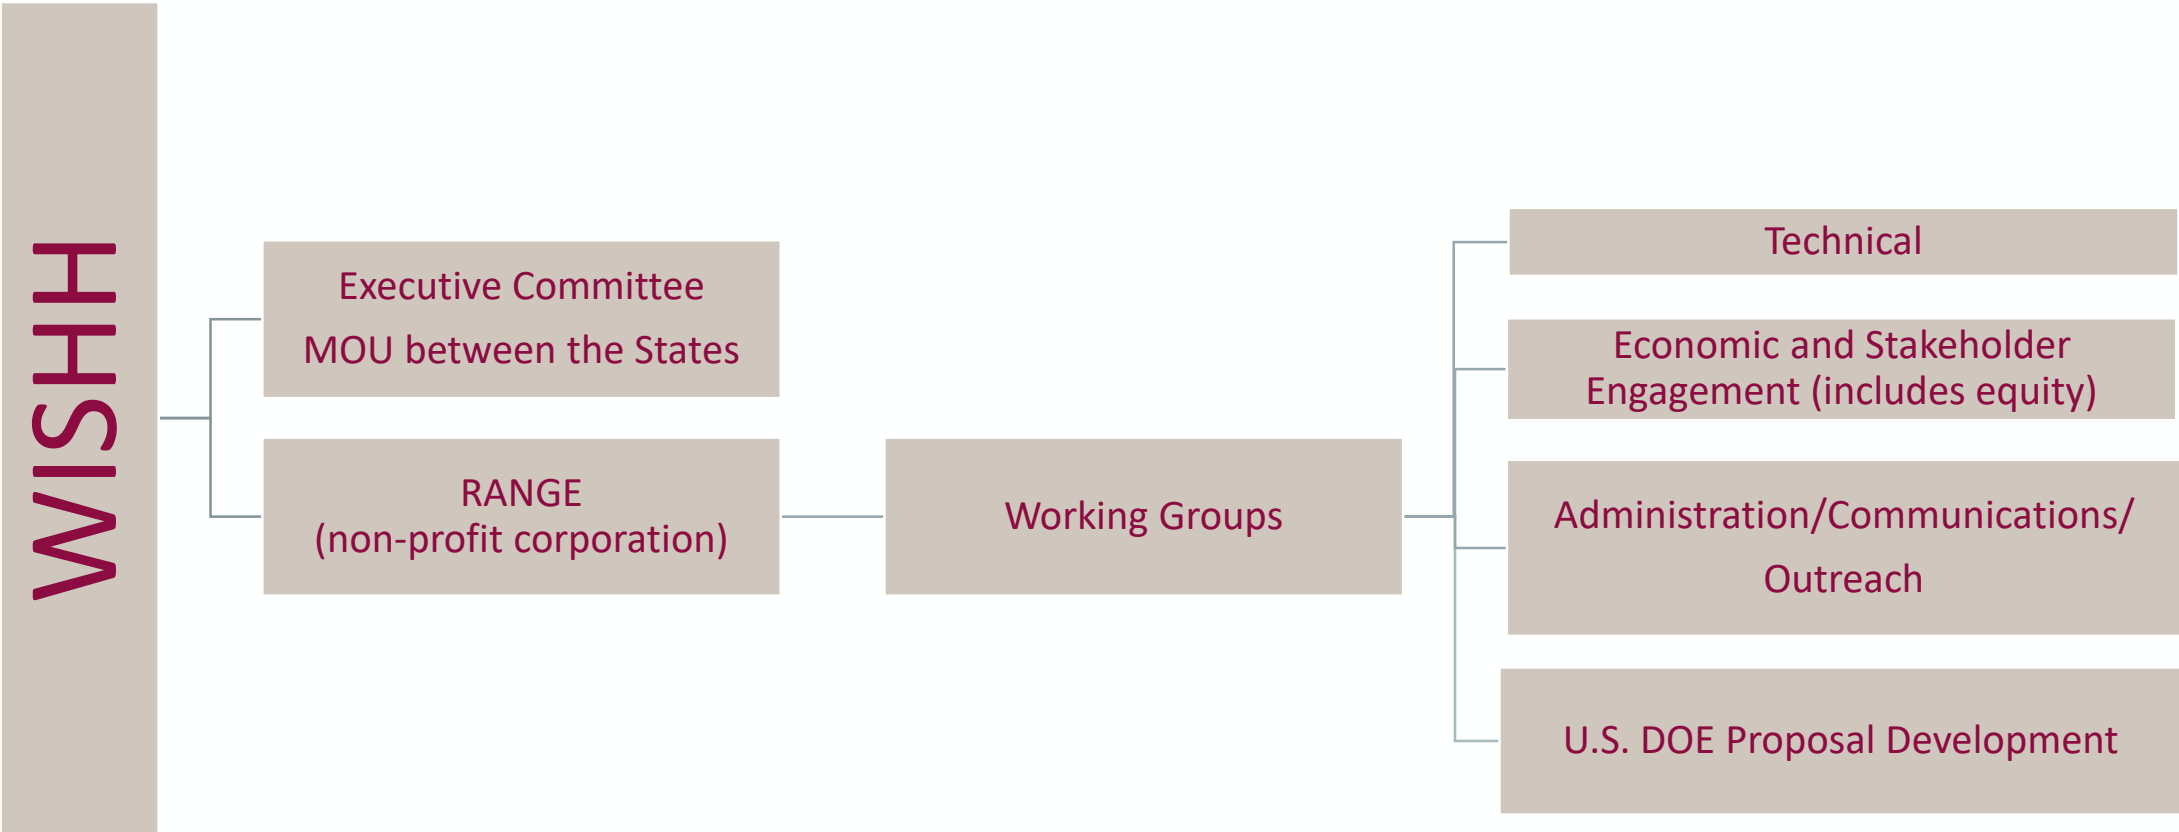 WISHH
Executive Committee
MOU between the States
RANGE
(non-profit corporation)
Working Groups
Technical
Economic and Stakeholder
Engagement (includes equity)
Administration/Communications/
Outreach
U.S. DOE Proposal Development